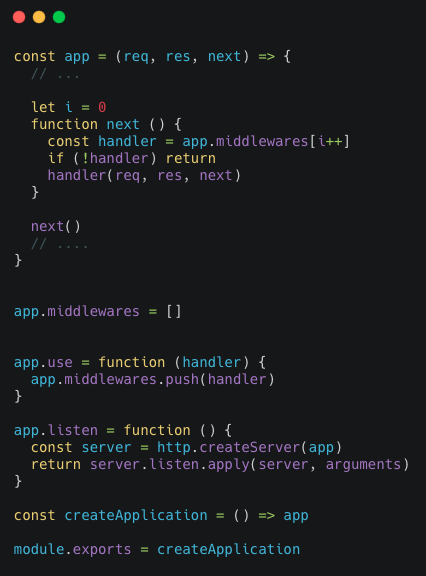 const app = (req, res, next) => {
  // ...

  let i = 0
  function next () {
    const handler = app.middlewares[i++]
    if (!handler) return
    handler(req, res, next)
  }

  next()
  // ....
}


app.middlewares = []


app.use = function (handler) {
  app.middlewares.push(handler)
}

app.listen = function () {
  const server = http.createServer(app)
  return server.listen.apply(server, arguments)
}

const createApplication = () => app

module.exports = createApplication